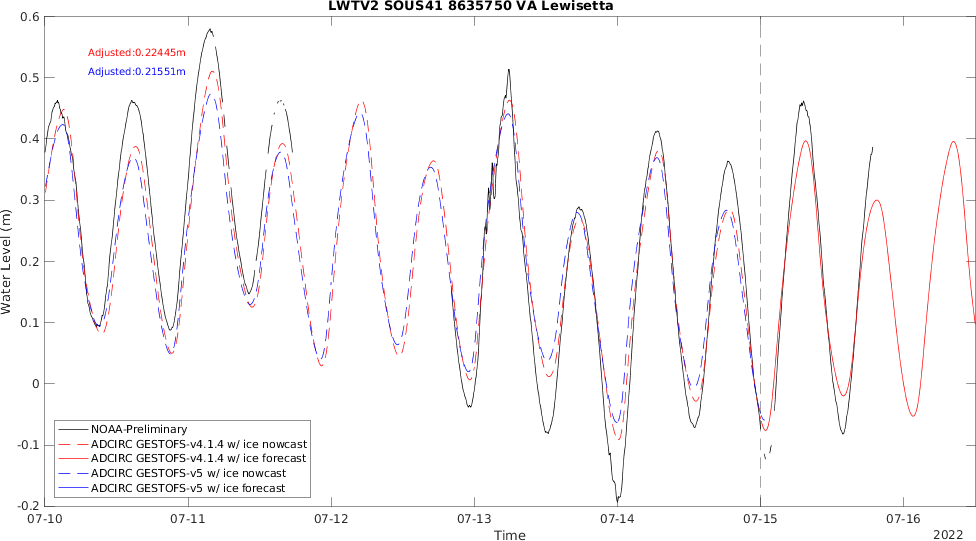 LWTV2 SOUS41 8635750 VA Lewisetta
Adjusted:0.22445m
Adjusted:0.21551m
0.6
0.5
0.4
0.3
0.2
0.1
0
-0.1
-0.2
Water Level (m)
NOAA-Preliminary
ADCIRC GESTOFS-v4.1.4 w/ ice nowcast
ADCIRC GESTOFS-v4.1.4 w/ ice forecast
ADCIRC GESTOFS-v5 w/ ice nowcast
ADCIRC GESTOFS-v5 w/ ice forecast
07-10 07-11 07-12 07-13 07-14 07-15 07-16
Time
2022